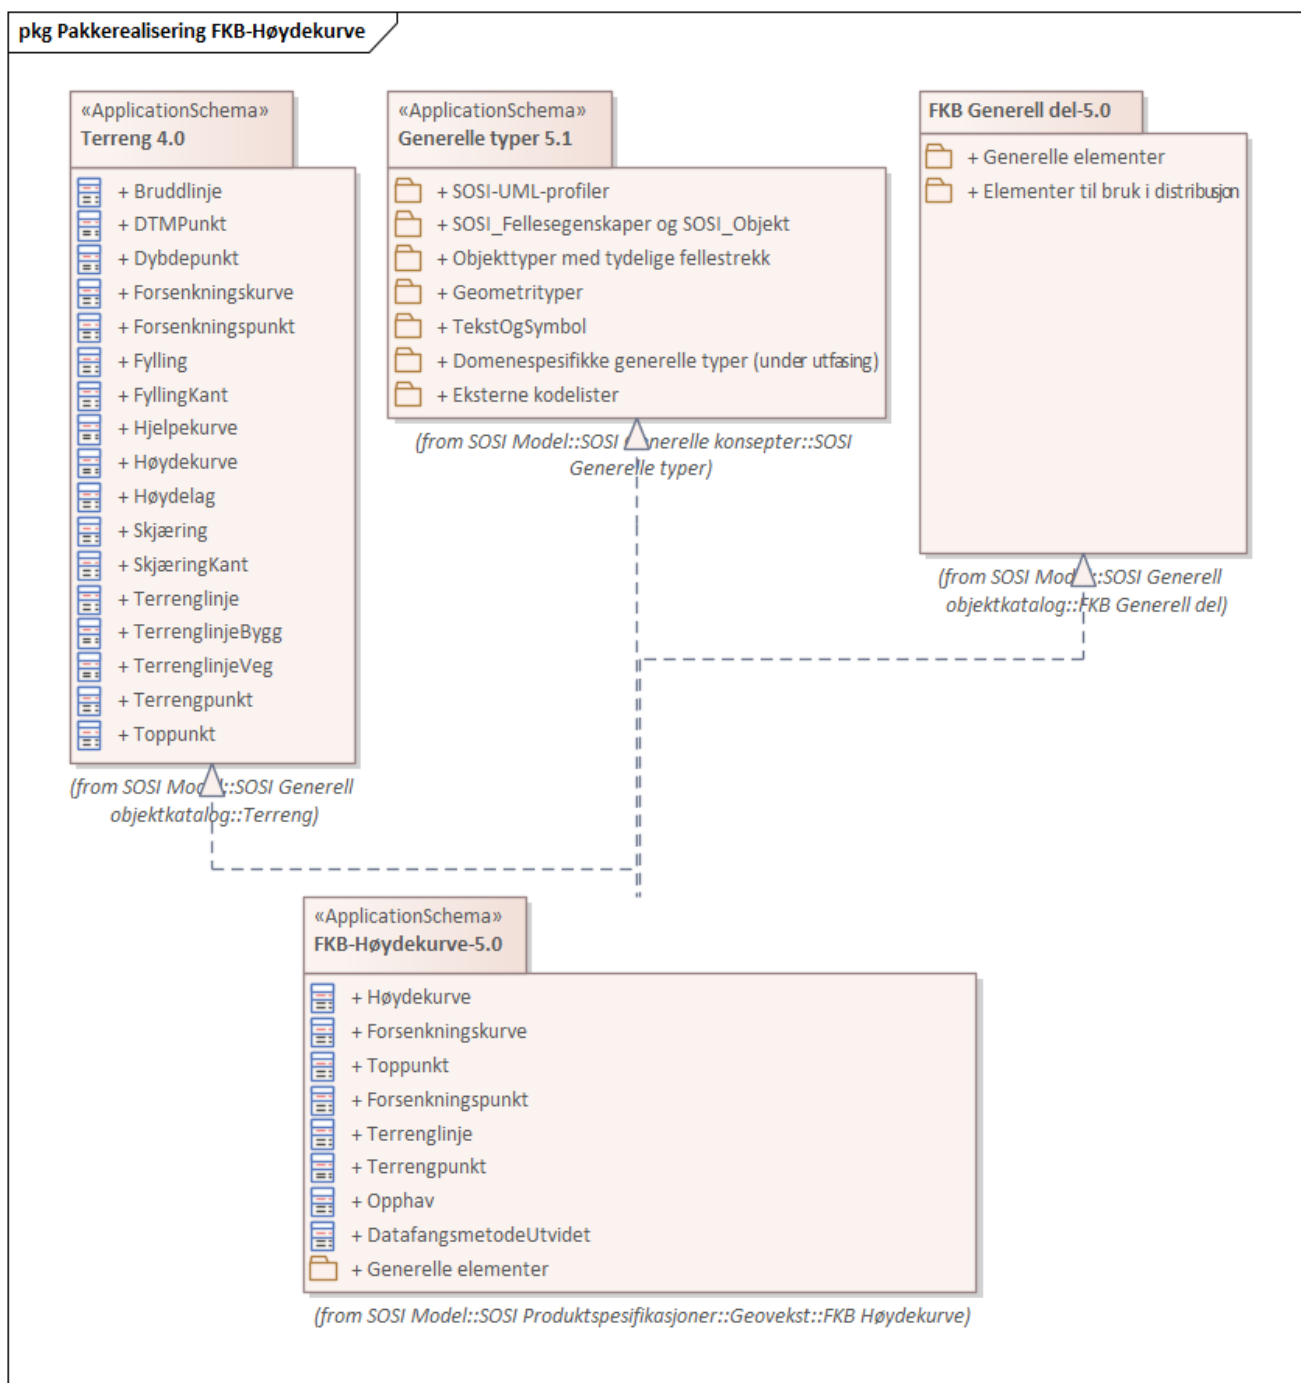 pkg Pakkerealisering FKB-Høydekurve
«ApplicationSchema»
Terreng 4.0
+ Bruddlinje
+ DTMPunkt
+ Dybdepunkt
+ Forsenkningskurve
+ Forsenkningspunkt
+ Fylling
+ FyllingKant
+ Hjelpekurve
+ Høydekurve
+ Høydelag
+ Skjæring
+ SkjæringKant
+ Terrenglinje
+ TerrenglinjeBygg
+ TerrenglinjeVeg
+ Terrengpunkt
+ Toppunkt
(from SOSI Model::SOSI Generell
objektkatalog::Terreng)
«ApplicationSchema»
Generelle typer 5.1
+ SOSI-UML-profiler
+ SOSI_Fellesegenskaper og SOSI_Objekt
+ Objekttyper med tydelige fellestrekk
+ Geometrityper
+ TekstOgSymbol
+ Domenespesifikke generelle typer (under utfasing)
+ Eksterne kodelister
(from SOSI Model::SOSI Generelle konsepter::SOSI
Generelle typer)
FKB Generell del-5.0
+ Generelle elementer
+ Elementer til bruk i distribusjon
(from SOSI Model::SOSI Generell
objektkatalog::FKB Generell del)
«ApplicationSchema»
FKB-Høydekurve-5.0
+ Høydekurve
+ Forsenkningskurve
+ Toppunkt
+ Forsenkningspunkt
+ Terrenglinje
+ Terrengpunkt
+ Opphav
+ DatafangsmetodeUtvidet
+ Generelle elementer
(from SOSI Model::SOSI Produktspesifikasjoner::Geovekst::FKB Høydekurve)